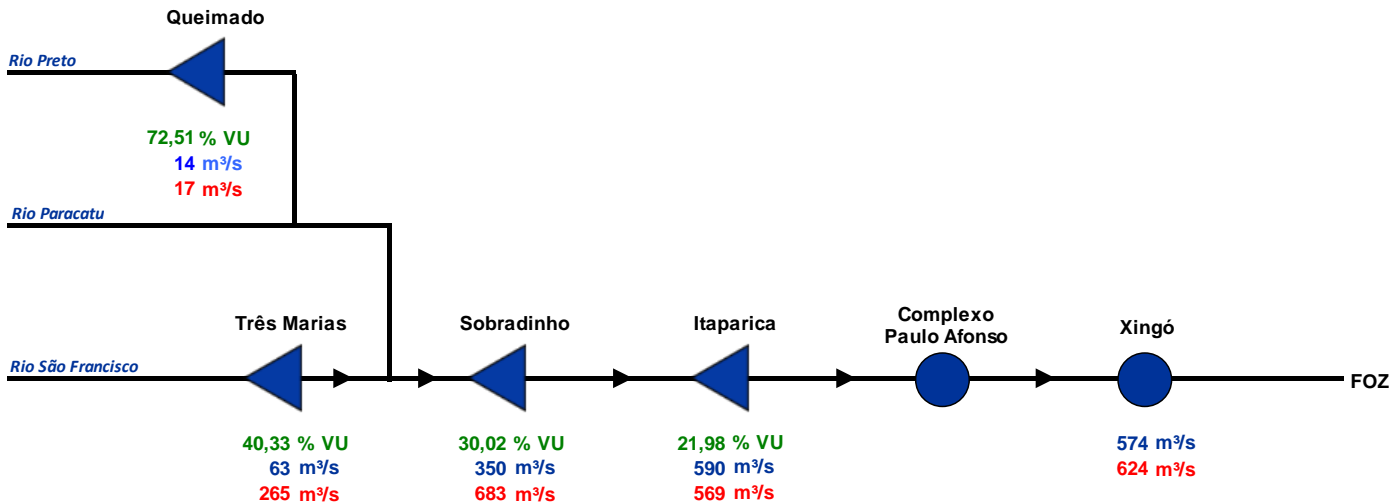 Queimado
Rio Preto
72,51 % VU
14 m³/s
17 m³/s
Rio Paracatu
Três Marias
Sobradinho
Itaparica
Complexo
Paulo Afonso
Xingó
Rio São Francisco
FOZ
40,33 % VU
63 m³/s
265 m³/s
30,02 % VU
350 m³/s
683 m³/s
21,98 % VU
590 m³/s
569 m³/s
574 m³/s
624 m³/s